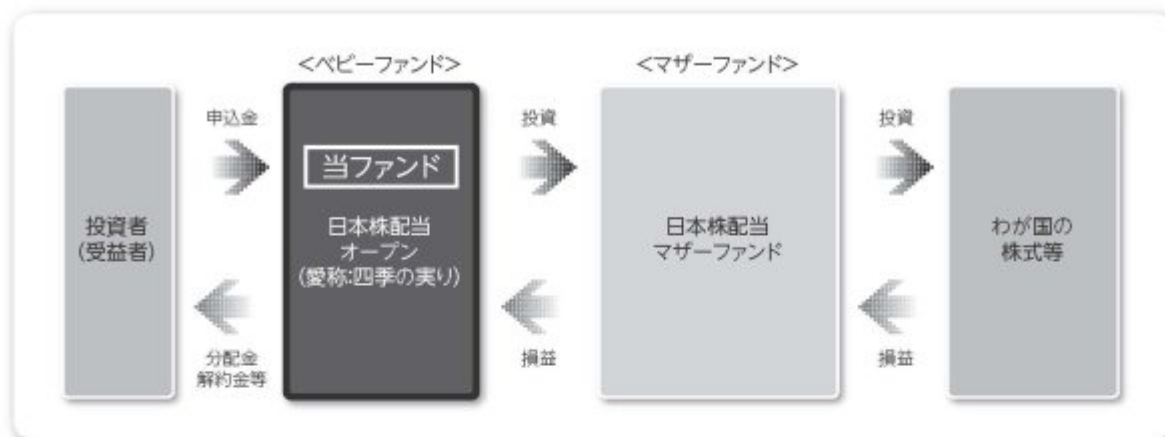 <ベビーファンド>
<マザーファンド>
投資者
(受益者)
申込金
分配金
解約金等
当ファンド
日本株配当
オープン
(愛称:四季の実り)
投資
損益
日本株配当
マザーファンド
投資
損益
わが国の
株式等